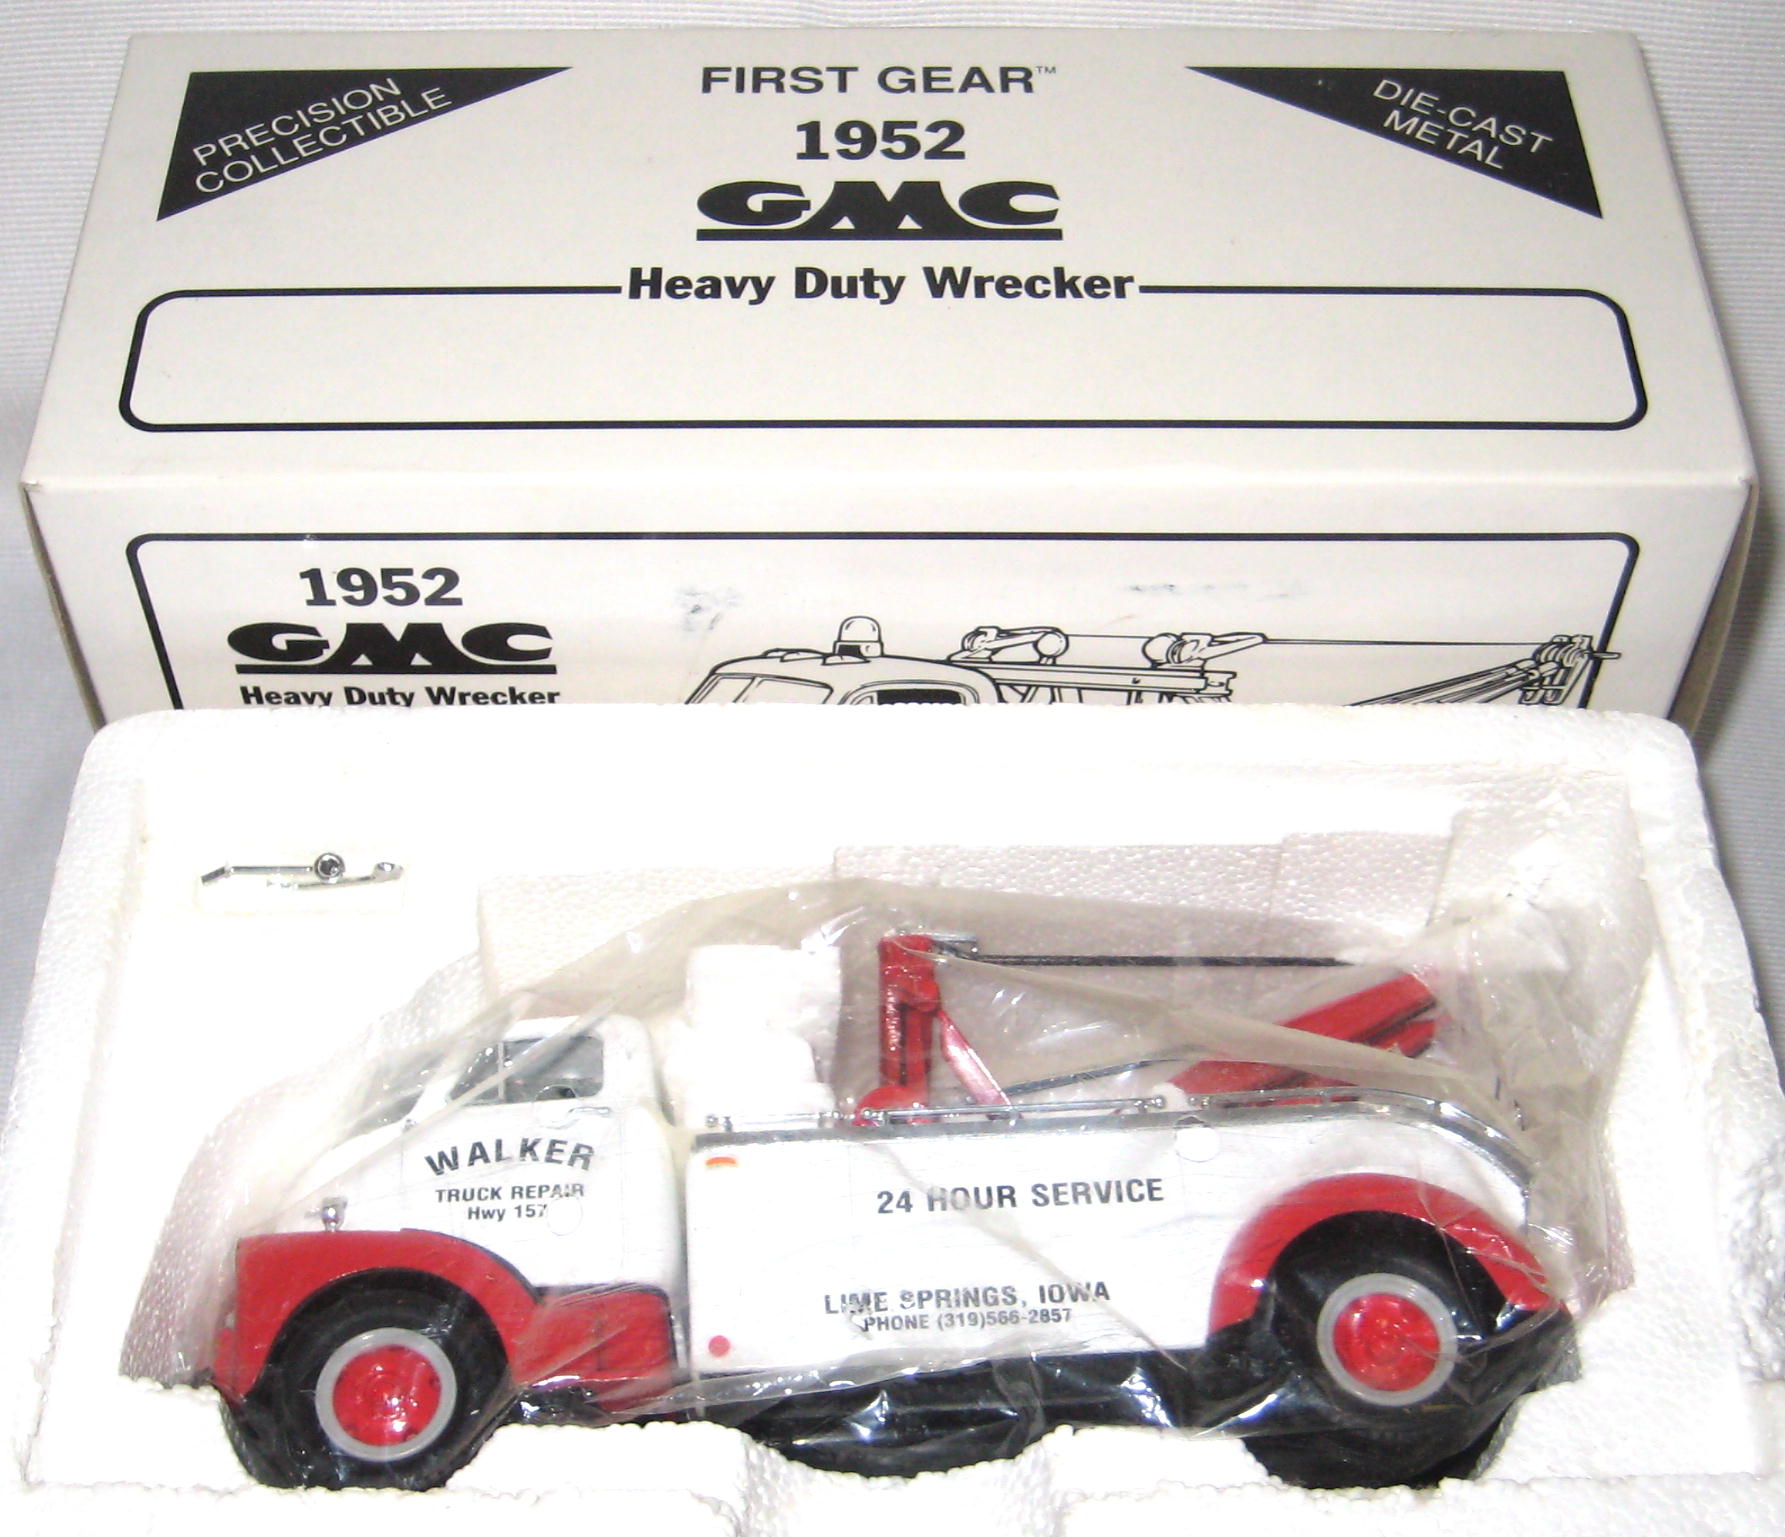 PRECISION
COLLECTIBLE
FIRST GEAR™
1952
GMC
Heavy Duty Wrecker
DIE-CAST
METAL
1952
GMC
Heavy Duty Wrecker
WALKER
TRUCK REPAIR
Hwy 157
24 HOUR SERVICE
LIME SPRINGS, IOWA
PHONE (319)566-2857